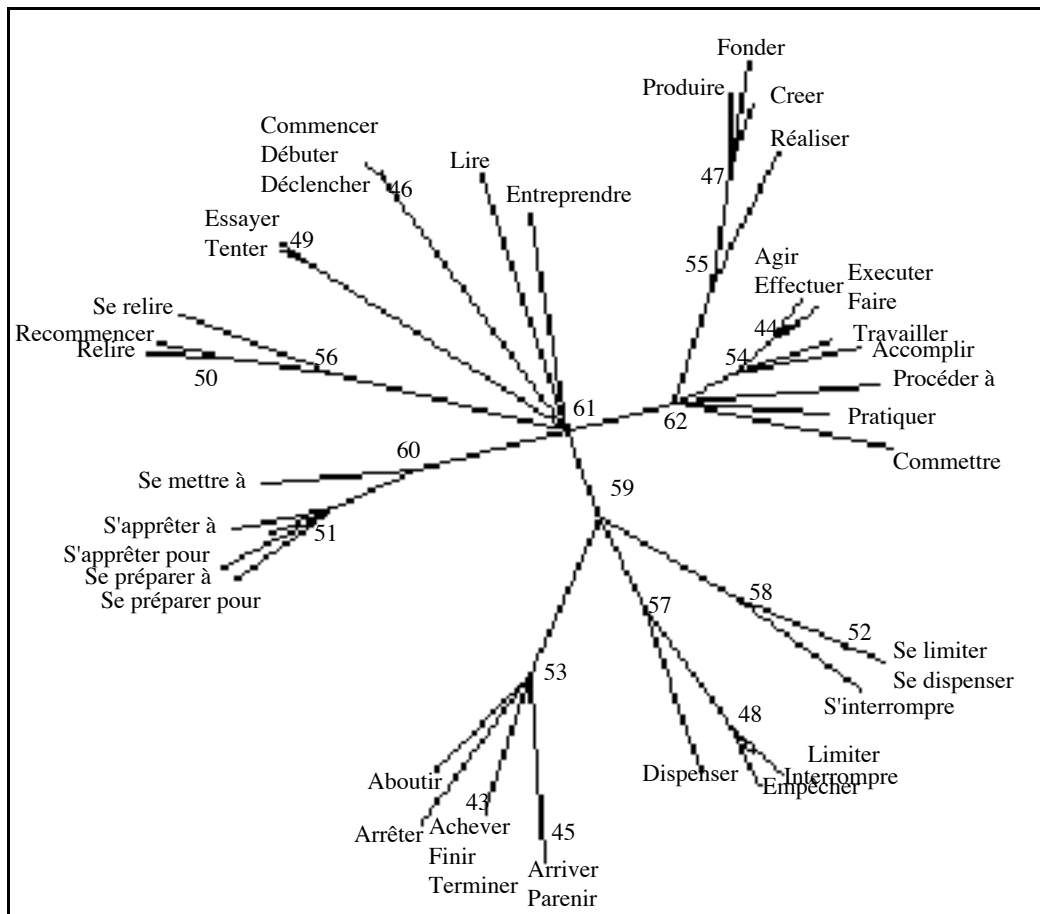 Fonder
Produire
Creer
Commencer
Débuter
Déclencher
46
Lire
Réaliser
47
Entreprendre
Essayer
Tenter
49
55
Agir
Effectuer
Executer
Faire
Se relire
Recommencer
Relire
50
56
44
Travailler
54
Accomplir
Procéder à
61
62
Pratiquer
Commettre
60
Se mettre à
59
S'apprêter à
51
S'apprêter pour
Se préparer à
Se préparer pour
57
58
52
Se limiter
Se dispenser
S'interrompre
53
48
Limiter
Dispenser
Interrompre
Empêcher
Aboutir
43
Arrêter
Achever
Finir
Terminer
45
Arriver
Parenir